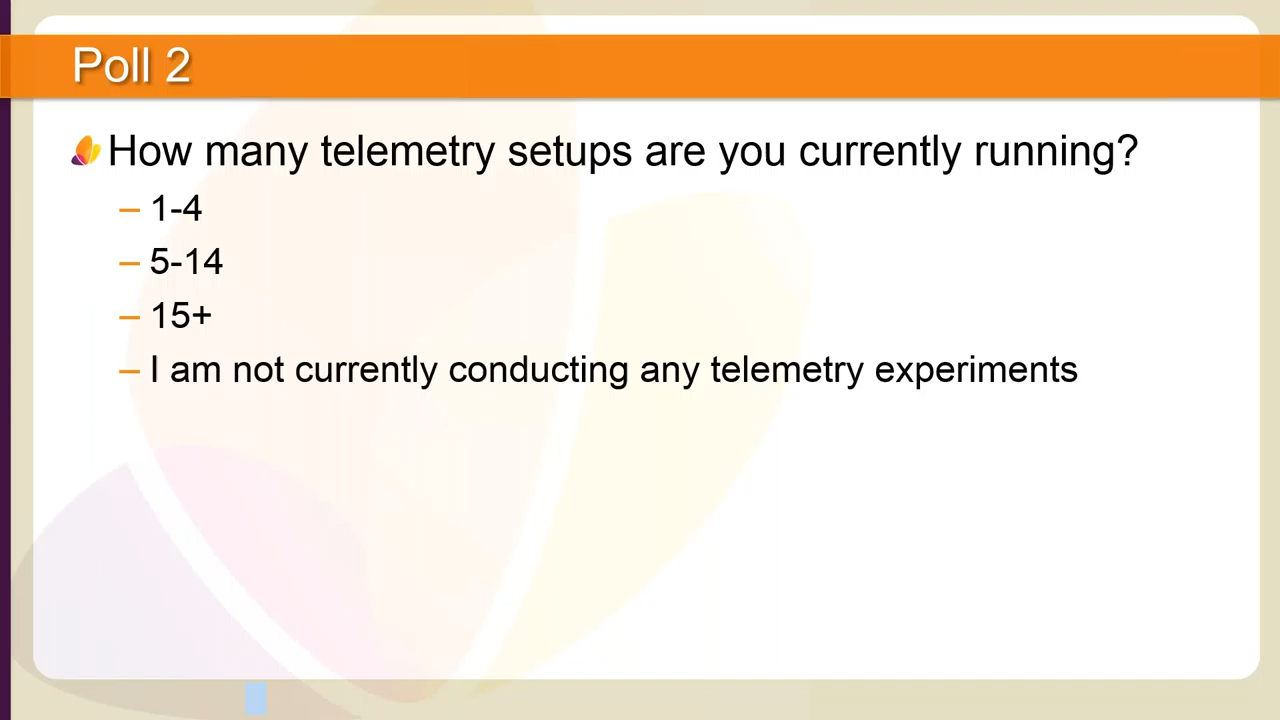 Poll 2
How many telemetry setups are you currently running?
– 1-4
– 5-14
– 15+
– I am not currently conducting any telemetry experiments